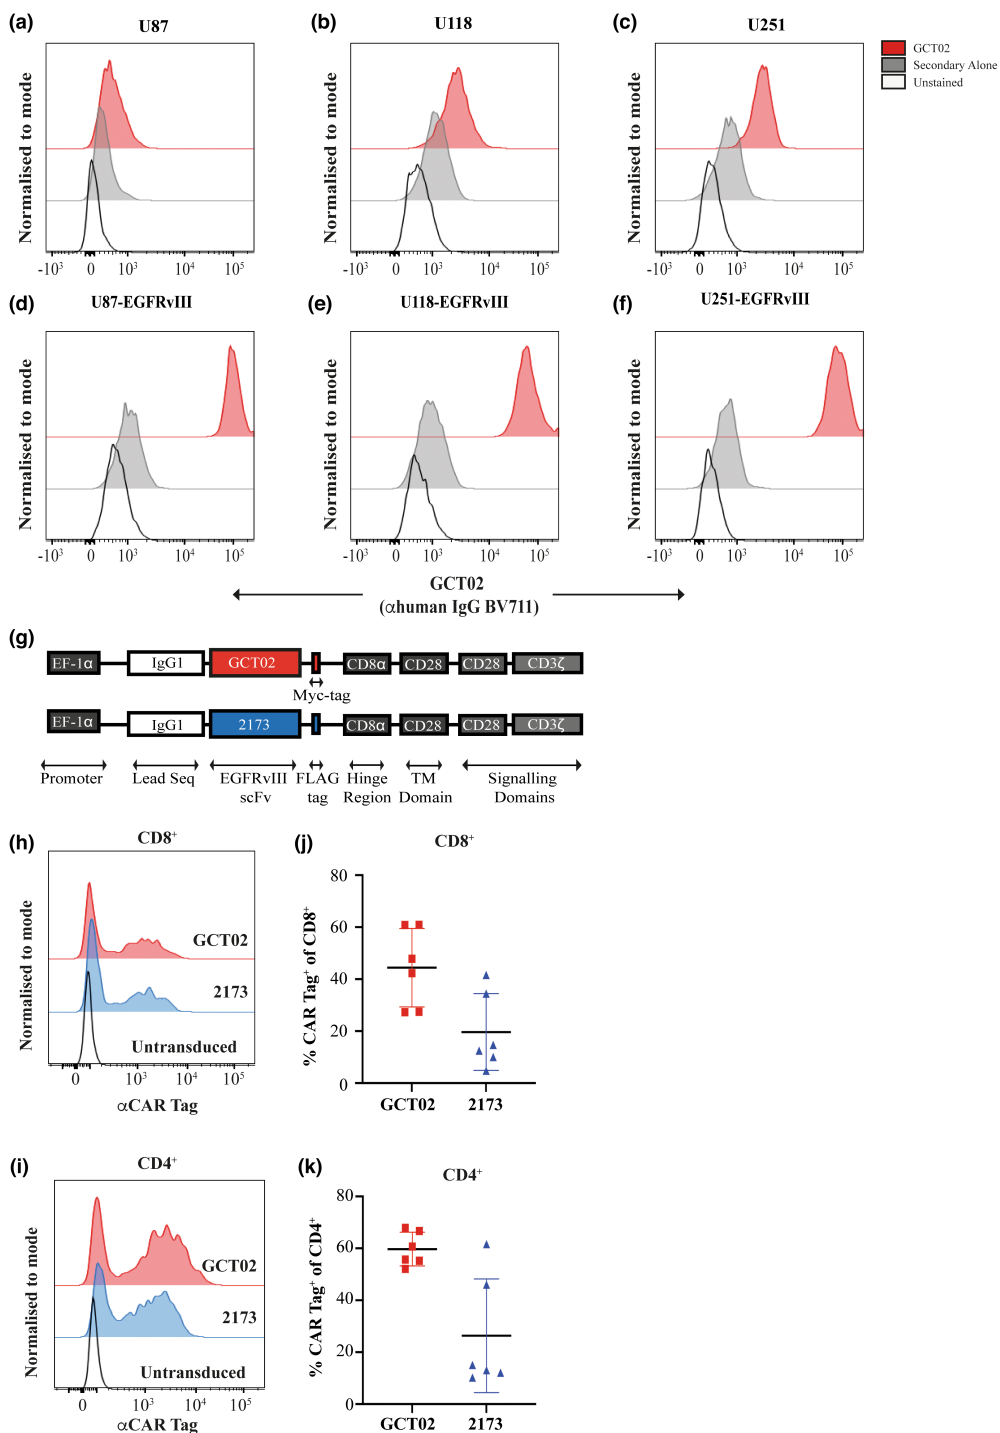 (a) U87
(b) U118
(c) U251
GCT02
Secondary Alone
Unstained
Normalised to mode
Normalised to mode
Normalised to mode
-10³ 0 10³ 10⁴ 10⁵
-10³ 0 10³ 10⁴ 10⁵
-10³ 0 10³ 10⁴ 10⁵
(d) U87-EGFRvIII
(e) U118-EGFRvIII
(f) U251-EGFRvIII
Normalised to mode
Normalised to mode
Normalised to mode
-10³ 0 10³ 10⁴ 10⁵
-10³ 0 10³ 10⁴ 10⁵
-10³ 0 10³ 10⁴ 10⁵
GCT02
(αhuman IgG BV711)
(g)
EF-1α IgG1 GCT02 CD8α CD28 CD28 CD3ζ
Myc-tag
EF-1α IgG1 2173 CD8α CD28 CD28 CD3ζ
Promoter Lead Seq EGFRvIII FLAG Hinge TM Signalling
scFv tag Region Domain Domains
(h) CD8⁺
Normalised to mode
GCT02
2173
Untransduced
0 10³ 10⁴ 10⁵
αCAR Tag
(j) CD8⁺
% CAR Tag⁺ of CD8⁺
80
60
40
20
0
GCT02 2173
(i) CD4⁺
Normalised to mode
GCT02
2173
Untransduced
0 10³ 10⁴ 10⁵
αCAR Tag
(k) CD4⁺
% CAR Tag⁺ of CD4⁺
80
60
40
20
0
GCT02 2173